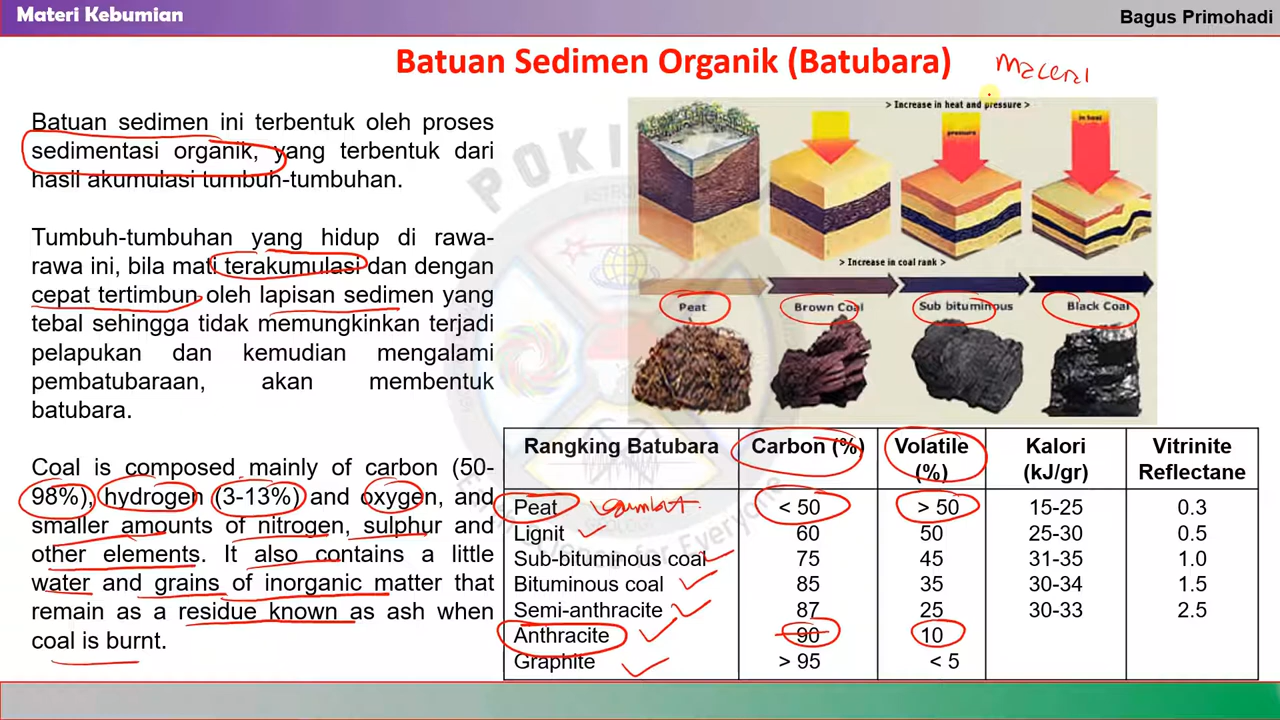 Materi Kebumian
Bagus Primohadi
Batuan Sedimen Organik (Batubara)
maceral
Batuan sedimen ini terbentuk oleh proses
sedimentasi organik, yang terbentuk dari
hasil akumulasi tumbuh-tumbuhan.
Tumbuh-tumbuhan yang hidup di rawa-
rawa ini, bila mati terakumulasi dan dengan
cepat tertimbun oleh lapisan sedimen yang
tebal sehingga tidak memungkinkan terjadi
pelapukan dan kemudian mengalami
pembatubaraan, akan membentuk
batubara.
Coal is composed mainly of carbon (50-
98%), hydrogen (3-13%) and oxygen, and
smaller amounts of nitrogen, sulphur and
other elements. It also contains a little
water and grains of inorganic matter that
remain as a residue known as ash when
coal is burnt.
> Increase in heat and pressure >
pressure
in heat
> Increase in coal rank >
Peat Brown Coal Sub bituminous Black Coal
Rangking Batubara Carbon (%) Volatile (%) Kalori (kJ/gr) Vitrinite Reflectane
Peat gambut < 50 > 50 15-25 0.3
Lignit 60 50 25-30 0.5
Sub-bituminous coal 75 45 31-35 1.0
Bituminous coal 85 35 30-34 1.5
Semi-anthracite 87 25 30-33 2.5
Anthracite 90 10
Graphite > 95 < 5